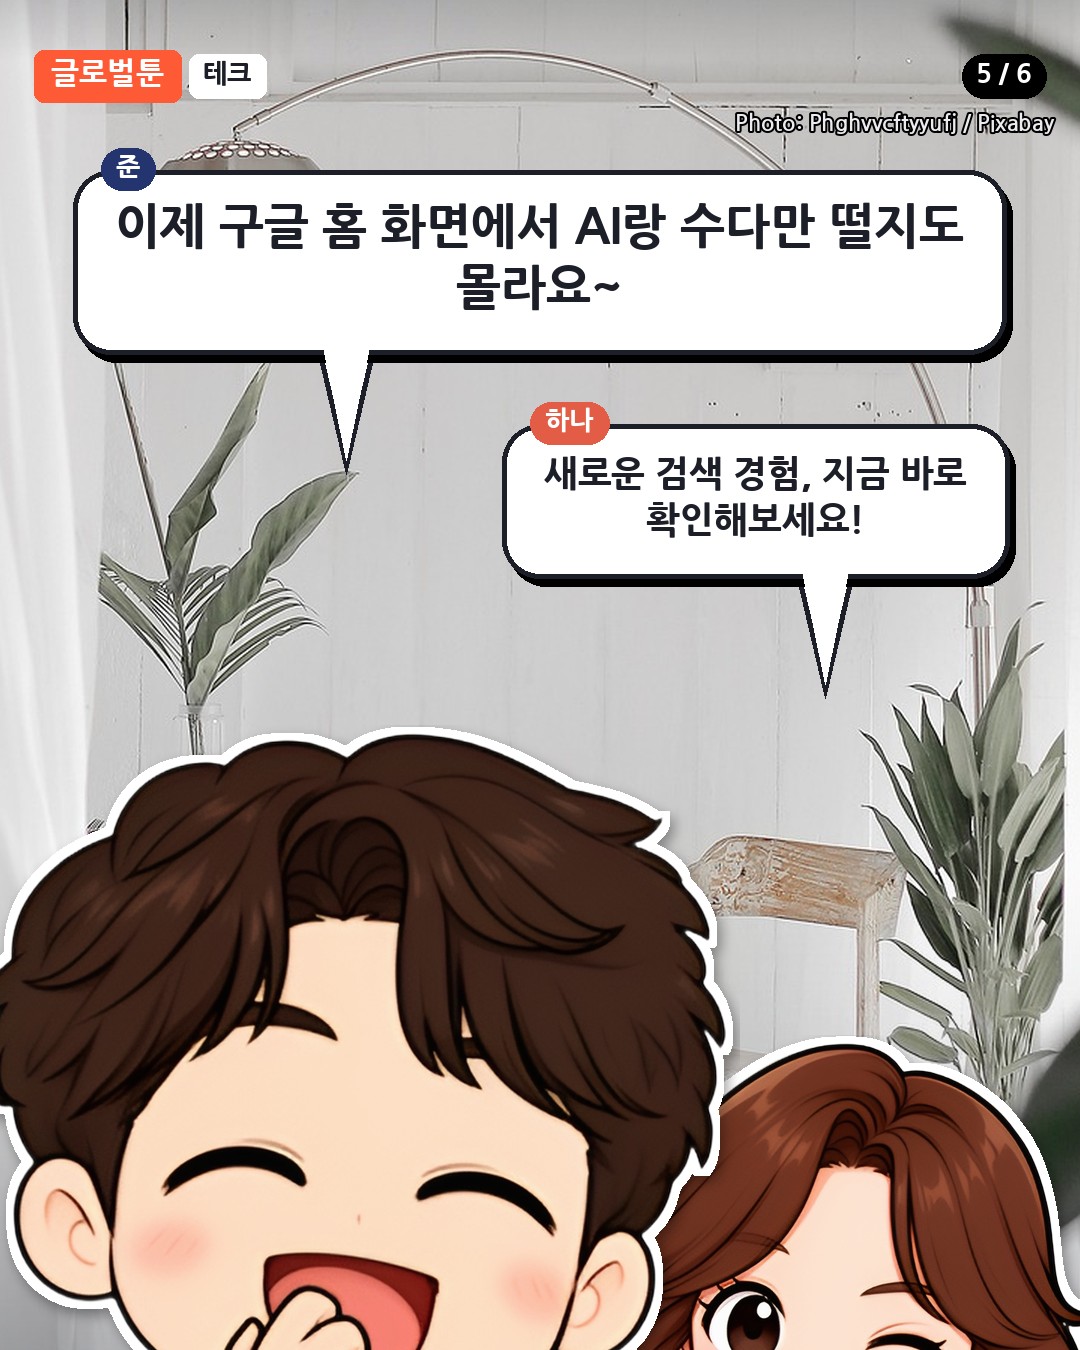 글로벌툰
테크
5 / 6
Photo: Phghvvcftyyufj / Pixabay
준
이제 구글 홈 화면에서 AI랑 수다만 떨지도
몰라요~
하나
새로운 검색 경험, 지금 바로
확인해보세요!